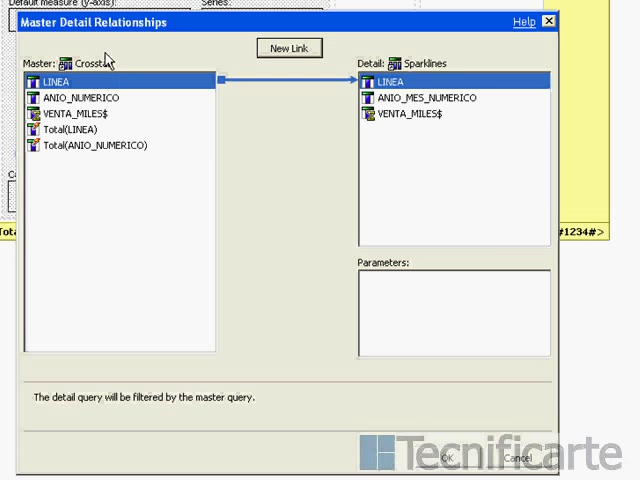 Default measure (y-axis):
Series:
Master Detail Relationships
Help
New Link
Master: Crosstab
Detail: Sparklines
LINEA
ANIO_NUMERICO
VENTA_MILES$
Total(LINEA)
Total(ANIO_NUMERICO)
LINEA
ANIO_MES_NUMERICO
VENTA_MILES$
#1234#>
Parameters:
The detail query will be filtered by the master query.
OK
Cancel
Tecnificarte